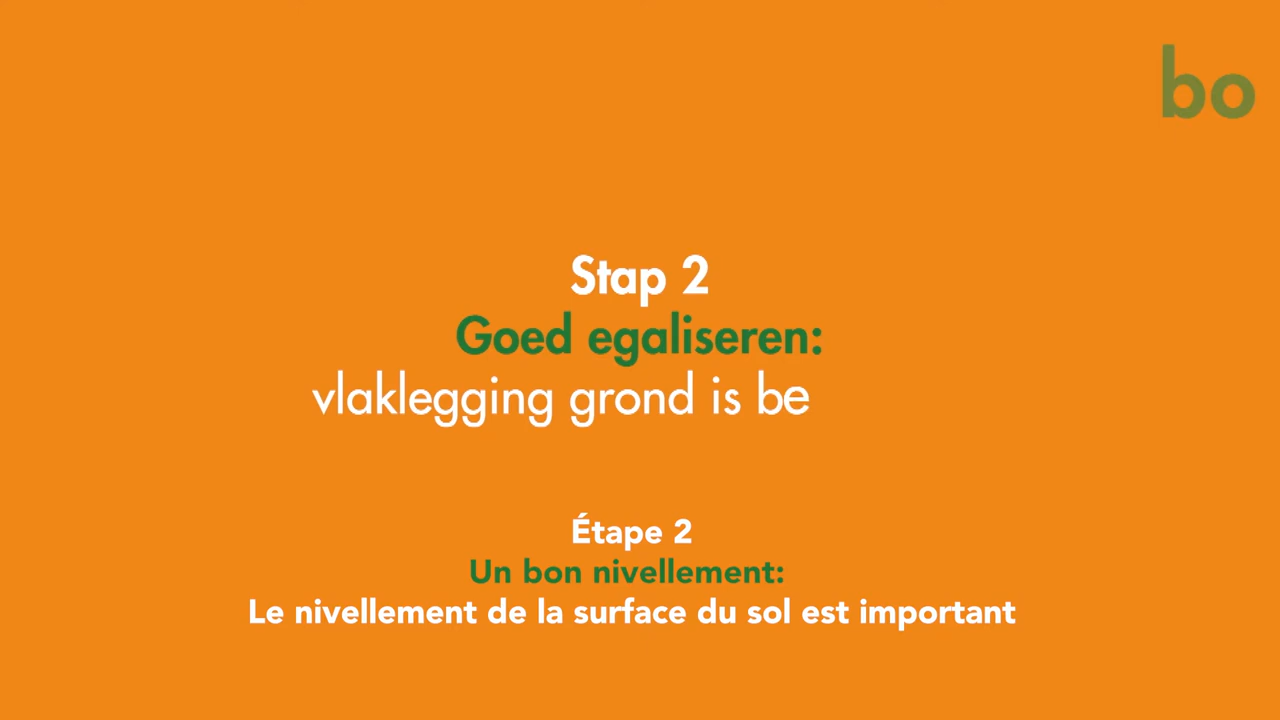 bo
Stap 2
Goed egaliseren:
vlaklegging grond is be
Étape 2
Un bon nivellement:
Le nivellement de la surface du sol est important